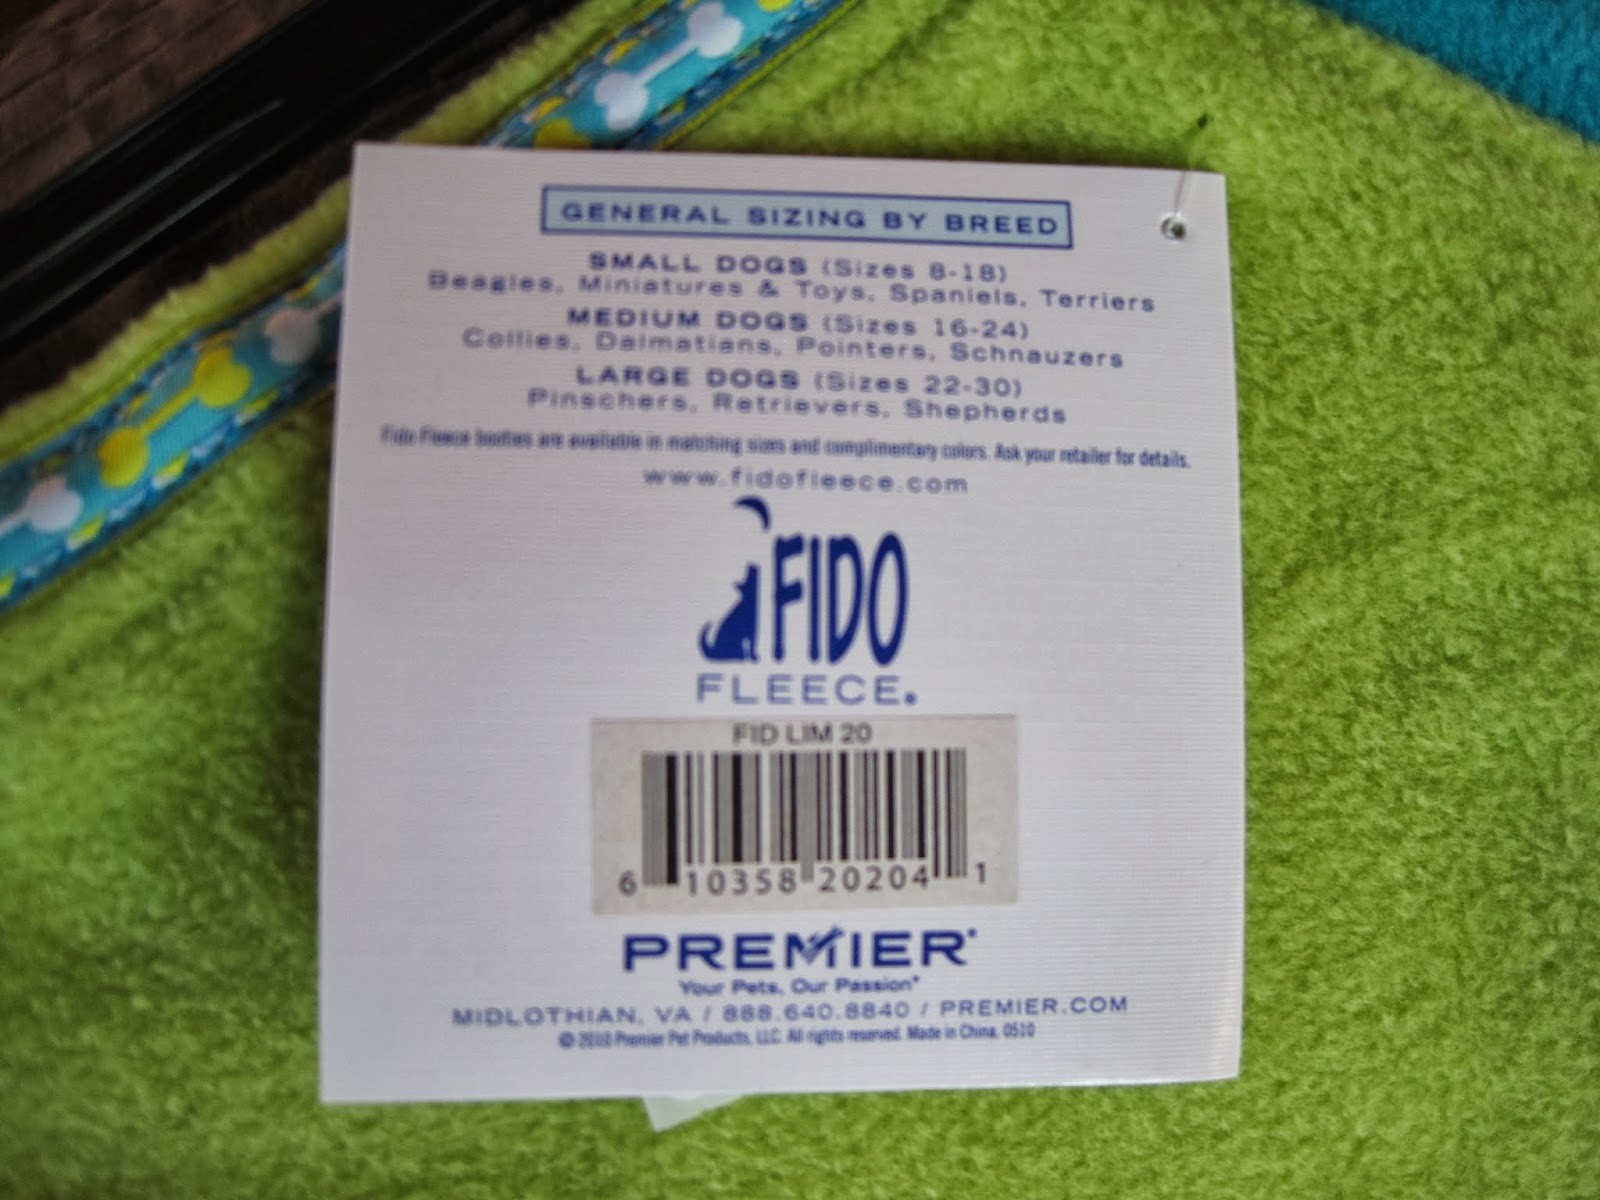 GENERAL SIZING BY BREED
SMALL DOGS (Sizes 8-18)
Beagles, Miniatures & Toys, Spaniels, Terriers
MEDIUM DOGS (Sizes 16-24)
Collies, Dalmatians, Pointers, Schnauzers
LARGE DOGS (Sizes 22-30)
Pinschers, Retrievers, Shepherds
Fido Fleece booties are available in matching sizes and complimentary colors. Ask your retailer for details.
www.fidofleece.com
FIDO
FLEECE®
FID LIM 20
6 10358 20204 1
PREMIER®
Your Pets, Our Passion®
MIDLOTHIAN, VA / 888.640.8840 / PREMIER.COM
© 2010 Premier Pet Products, LLC. All rights reserved. Made in China. 0510